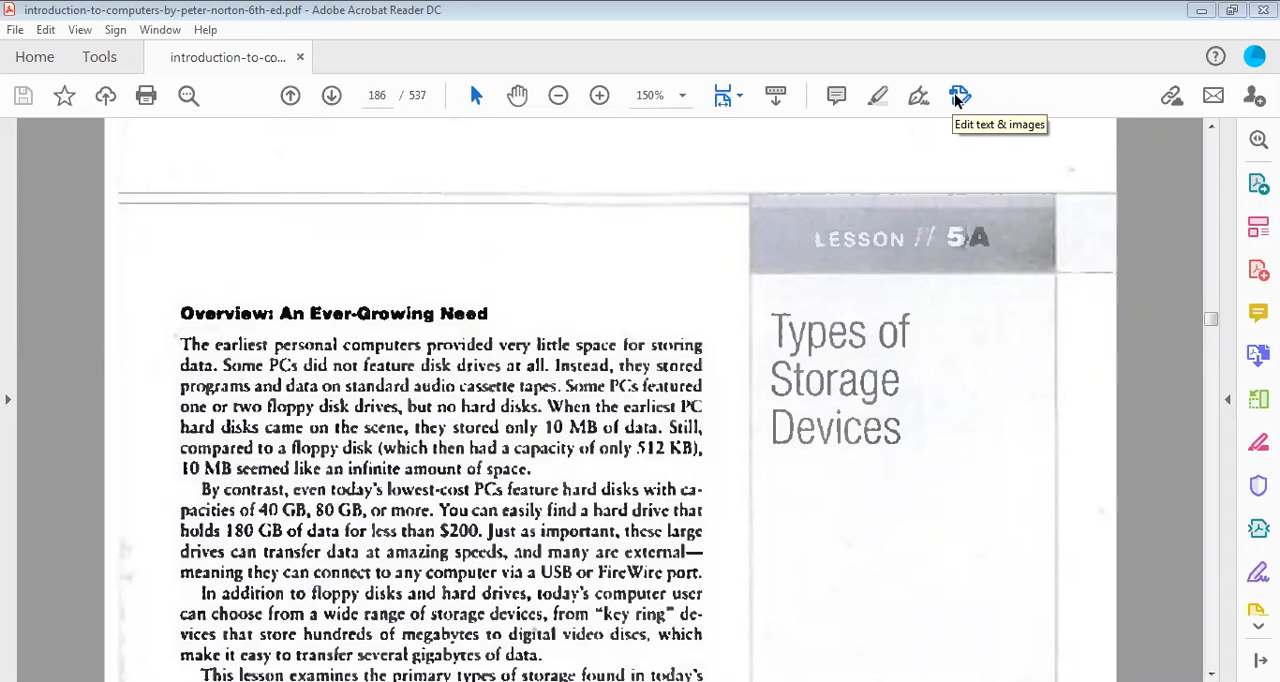 introduction-to-computers-by-peter-norton-6th-ed.pdf - Adobe Acrobat Reader DC
File Edit View Sign Window Help
Home Tools introduction-to-co... ×
186 / 537 150%
Edit text & images
LESSON // 5A
Types of
Storage
Devices
Overview: An Ever-Growing Need
The earliest personal computers provided very little space for storing
data. Some PCs did not feature disk drives at all. Instead, they stored
programs and data on standard audio cassette tapes. Some PCs featured
one or two floppy disk drives, but no hard disks. When the earliest PC
hard disks came on the scene, they stored only 10 MB of data. Still,
compared to a floppy disk (which then had a capacity of only 512 KB),
10 MB seemed like an infinite amount of space.
By contrast, even today's lowest-cost PCs feature hard disks with ca-
pacities of 40 GB, 80 GB, or more. You can easily find a hard drive that
holds 180 GB of data for less than $200. Just as important, these large
drives can transfer data at amazing speeds, and many are external—
meaning they can connect to any computer via a USB or FireWire port.
In addition to floppy disks and hard drives, today's computer user
can choose from a wide range of storage devices, from "key ring" de-
vices that store hundreds of megabytes to digital video discs, which
make it easy to transfer several gigabytes of data.
This lesson examines the primary types of storage found in today's